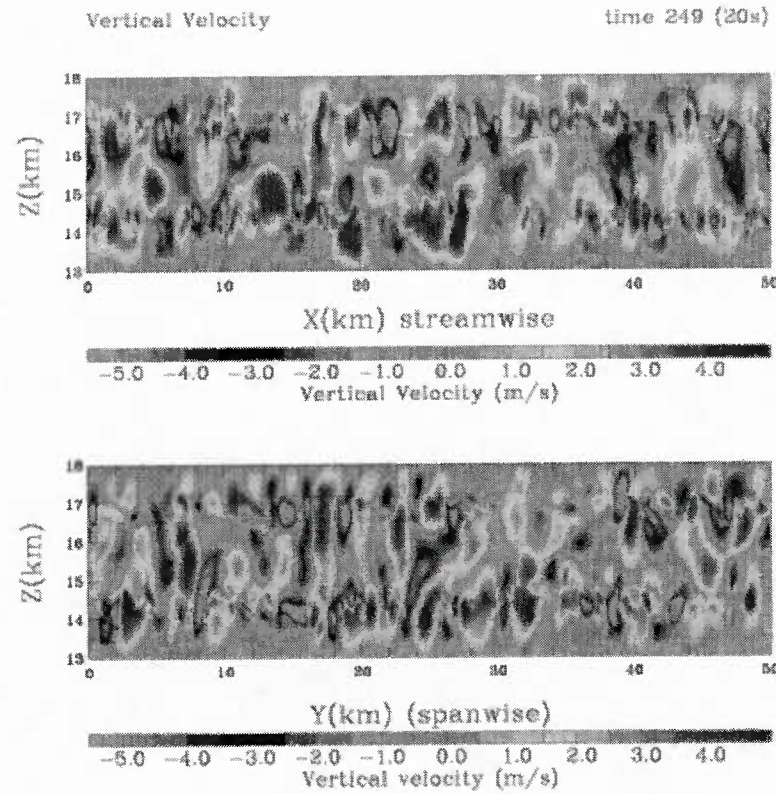 Vertical Velocity time 249 (20s)
18
17
16
15
14
13
Z(km)
0 10 20 30 40 50
X(km) streamwise
−5.0 −4.0 −3.0 −2.0 −1.0 0.0 1.0 2.0 3.0 4.0
Vertical Velocity (m/s)
18
17
16
15
14
13
Z(km)
0 10 20 30 40 50
Y(km) (spanwise)
−5.0 −4.0 −3.0 −2.0 −1.0 0.0 1.0 2.0 3.0 4.0
Vertical velocity (m/s)